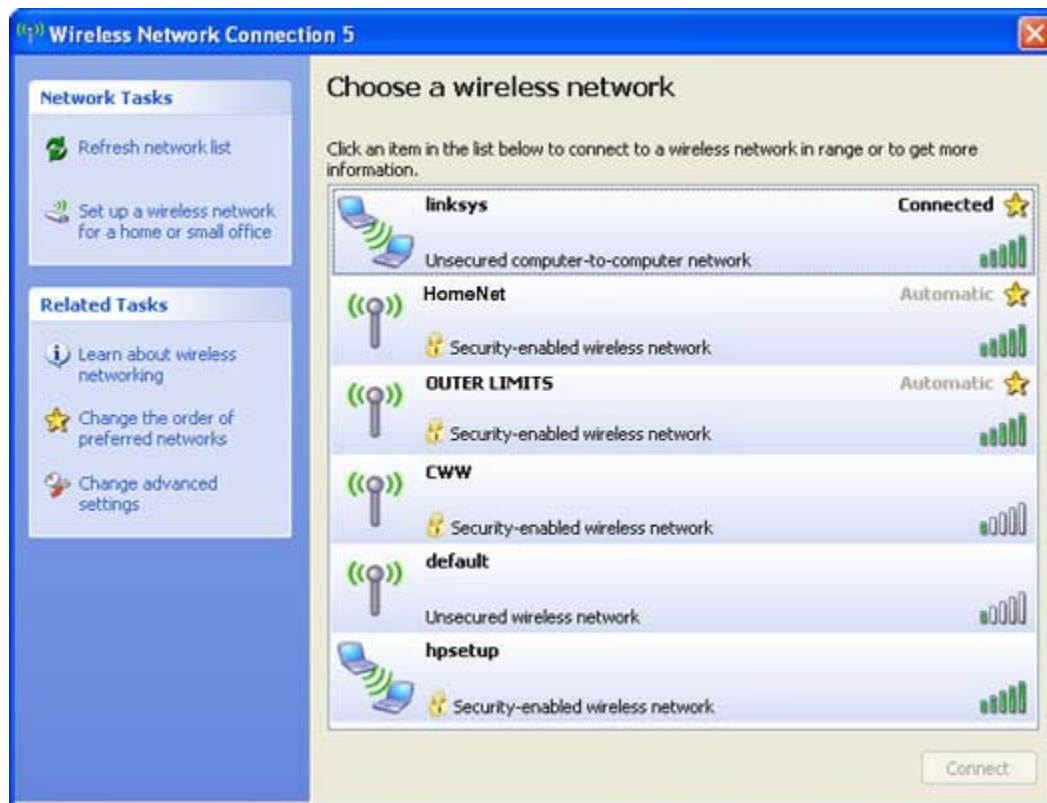 Wireless Network Connection 5
Network Tasks
Refresh network list
Set up a wireless network
for a home or small office
Related Tasks
Learn about wireless
networking
Change the order of
preferred networks
Change advanced
settings
Choose a wireless network
Click an item in the list below to connect to a wireless network in range or to get more
information.
linksys Connected
Unsecured computer-to-computer network
HomeNet Automatic
Security-enabled wireless network
OUTER LIMITS Automatic
Security-enabled wireless network
CWW
Security-enabled wireless network
default
Unsecured wireless network
hpsetup
Security-enabled wireless network
Connect